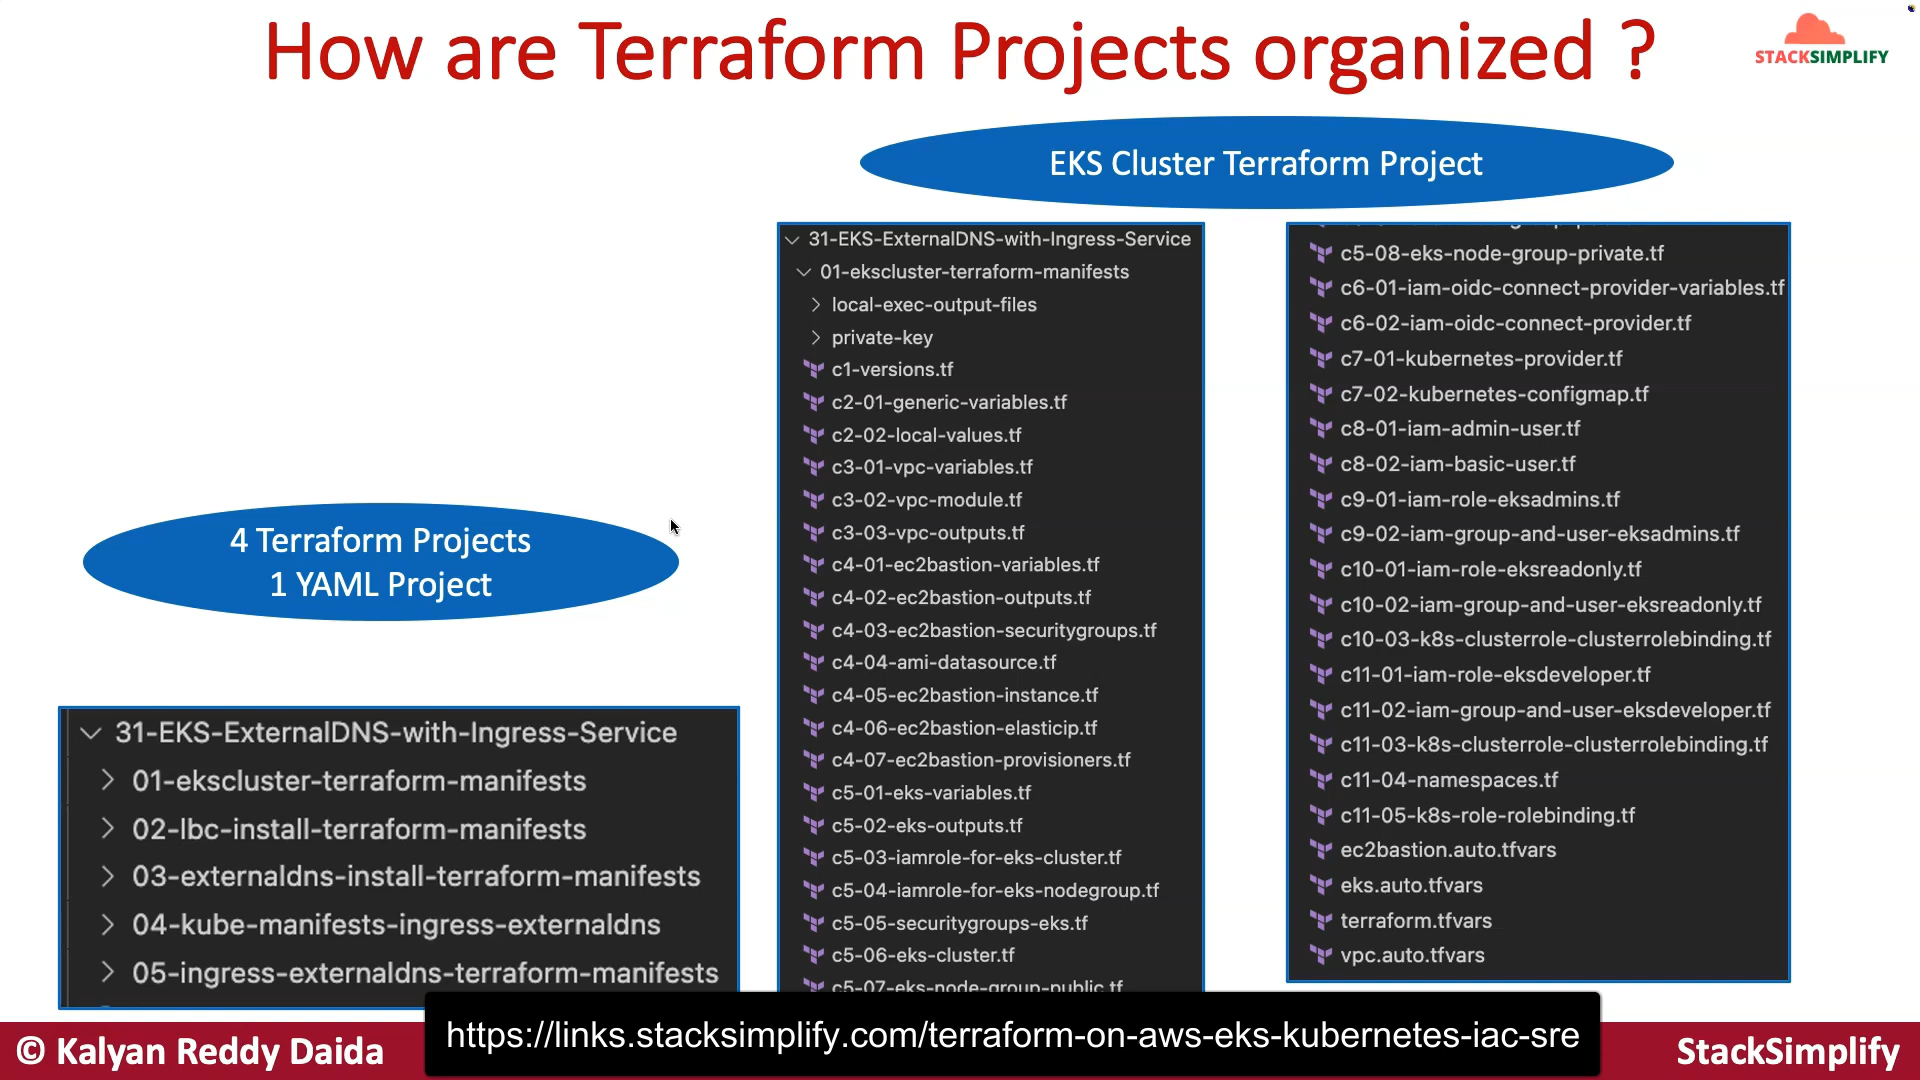 How are Terraform Projects organized ?
STACKSIMPLIFY
EKS Cluster Terraform Project
4 Terraform Projects
1 YAML Project
31-EKS-ExternalDNS-with-Ingress-Service
01-ekscluster-terraform-manifests
02-lbc-install-terraform-manifests
03-externaldns-install-terraform-manifests
04-kube-manifests-ingress-externaldns
05-ingress-externaldns-terraform-manifests
31-EKS-ExternalDNS-with-Ingress-Service
01-ekscluster-terraform-manifests
local-exec-output-files
private-key
c1-versions.tf
c2-01-generic-variables.tf
c2-02-local-values.tf
c3-01-vpc-variables.tf
c3-02-vpc-module.tf
c3-03-vpc-outputs.tf
c4-01-ec2bastion-variables.tf
c4-02-ec2bastion-outputs.tf
c4-03-ec2bastion-securitygroups.tf
c4-04-ami-datasource.tf
c4-05-ec2bastion-instance.tf
c4-06-ec2bastion-elasticip.tf
c4-07-ec2bastion-provisioners.tf
c5-01-eks-variables.tf
c5-02-eks-outputs.tf
c5-03-iamrole-for-eks-cluster.tf
c5-04-iamrole-for-eks-nodegroup.tf
c5-05-securitygroups-eks.tf
c5-06-eks-cluster.tf
c5-07-eks-node-group-public.tf
c5-08-eks-node-group-private.tf
c6-01-iam-oidc-connect-provider-variables.tf
c6-02-iam-oidc-connect-provider.tf
c7-01-kubernetes-provider.tf
c7-02-kubernetes-configmap.tf
c8-01-iam-admin-user.tf
c8-02-iam-basic-user.tf
c9-01-iam-role-eksadmins.tf
c9-02-iam-group-and-user-eksadmins.tf
c10-01-iam-role-eksreadonly.tf
c10-02-iam-group-and-user-eksreadonly.tf
c10-03-k8s-clusterrole-clusterrolebinding.tf
c11-01-iam-role-eksdeveloper.tf
c11-02-iam-group-and-user-eksdeveloper.tf
c11-03-k8s-clusterrole-clusterrolebinding.tf
c11-04-namespaces.tf
c11-05-k8s-role-rolebinding.tf
ec2bastion.auto.tfvars
eks.auto.tfvars
terraform.tfvars
vpc.auto.tfvars
© Kalyan Reddy Daida
https://links.stacksimplify.com/terraform-on-aws-eks-kubernetes-iac-sre
StackSimplify